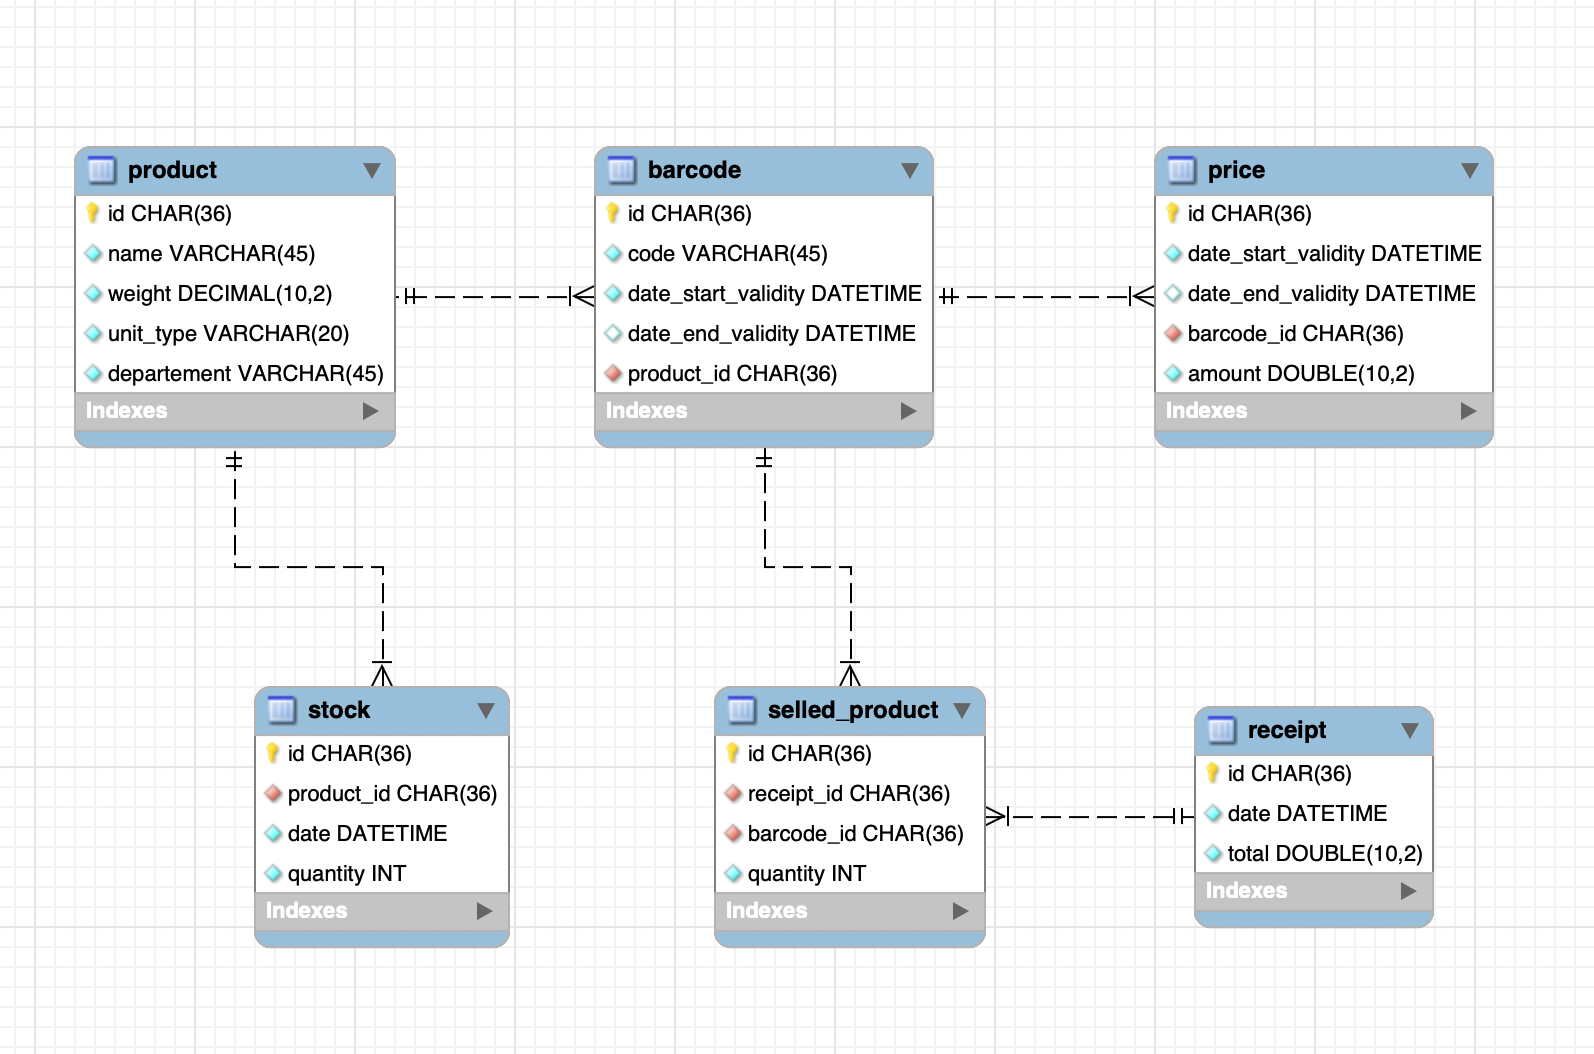 product
id CHAR(36)
name VARCHAR(45)
weight DECIMAL(10,2)
unit_type VARCHAR(20)
departement VARCHAR(45)
Indexes
barcode
id CHAR(36)
code VARCHAR(45)
date_start_validity DATETIME
date_end_validity DATETIME
product_id CHAR(36)
Indexes
price
id CHAR(36)
date_start_validity DATETIME
date_end_validity DATETIME
barcode_id CHAR(36)
amount DOUBLE(10,2)
Indexes
stock
id CHAR(36)
product_id CHAR(36)
date DATETIME
quantity INT
Indexes
selled_product
id CHAR(36)
receipt_id CHAR(36)
barcode_id CHAR(36)
quantity INT
Indexes
receipt
id CHAR(36)
date DATETIME
total DOUBLE(10,2)
Indexes